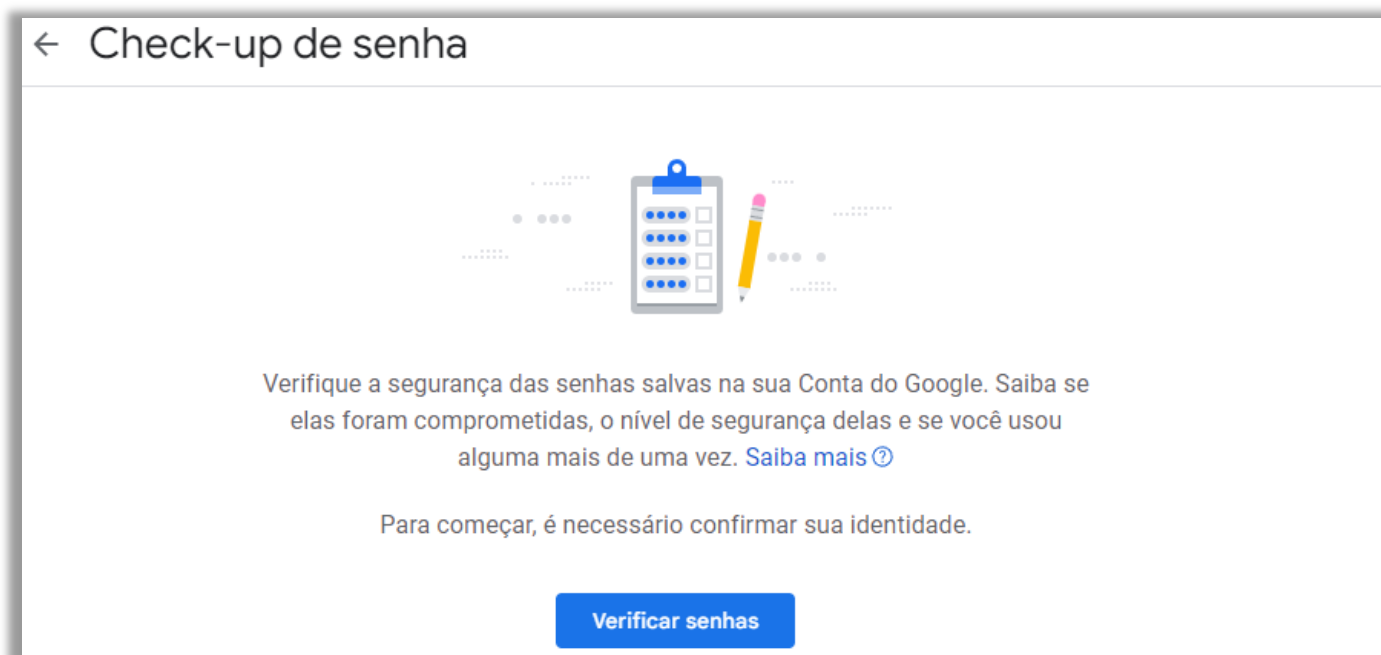 Check-up de senha
Verifique a segurança das senhas salvas na sua Conta do Google. Saiba se
elas foram comprometidas, o nível de segurança delas e se você usou
alguma mais de uma vez. Saiba mais
Para começar, é necessário confirmar sua identidade.
Verificar senhas